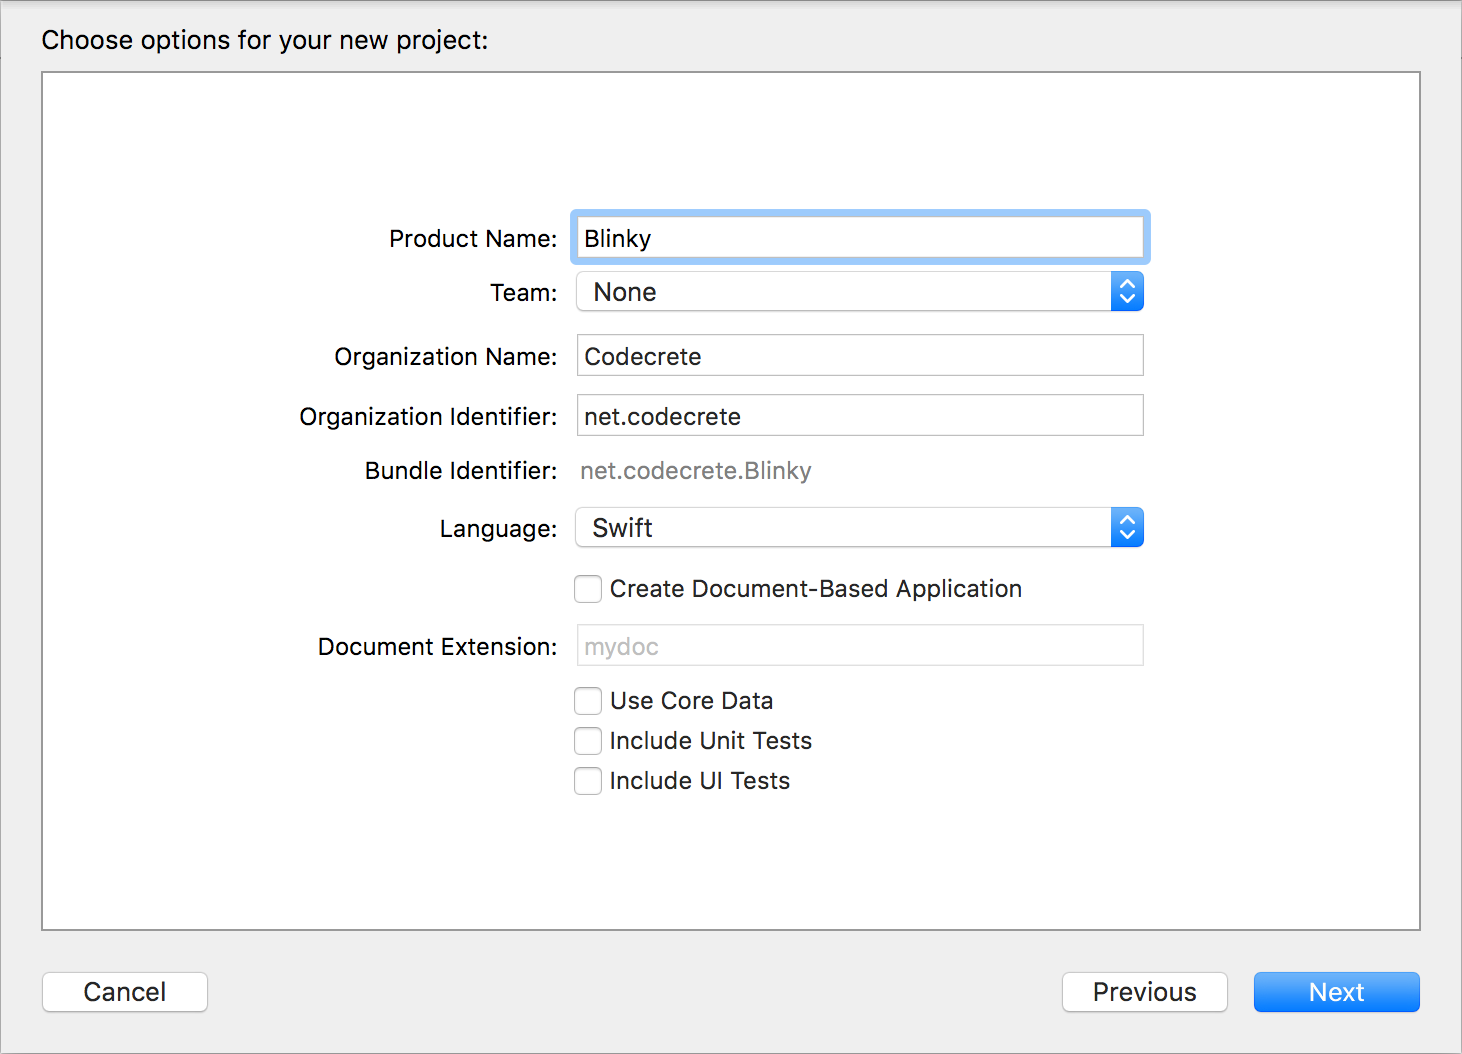 Choose options for your new project:
Product Name: Blinky
Team: None
Organization Name: Codecrete
Organization Identifier: net.codecrete
Bundle Identifier: net.codecrete.Blinky
Language: Swift
Create Document-Based Application
Document Extension: mydoc
Use Core Data
Include Unit Tests
Include UI Tests
Cancel Previous Next